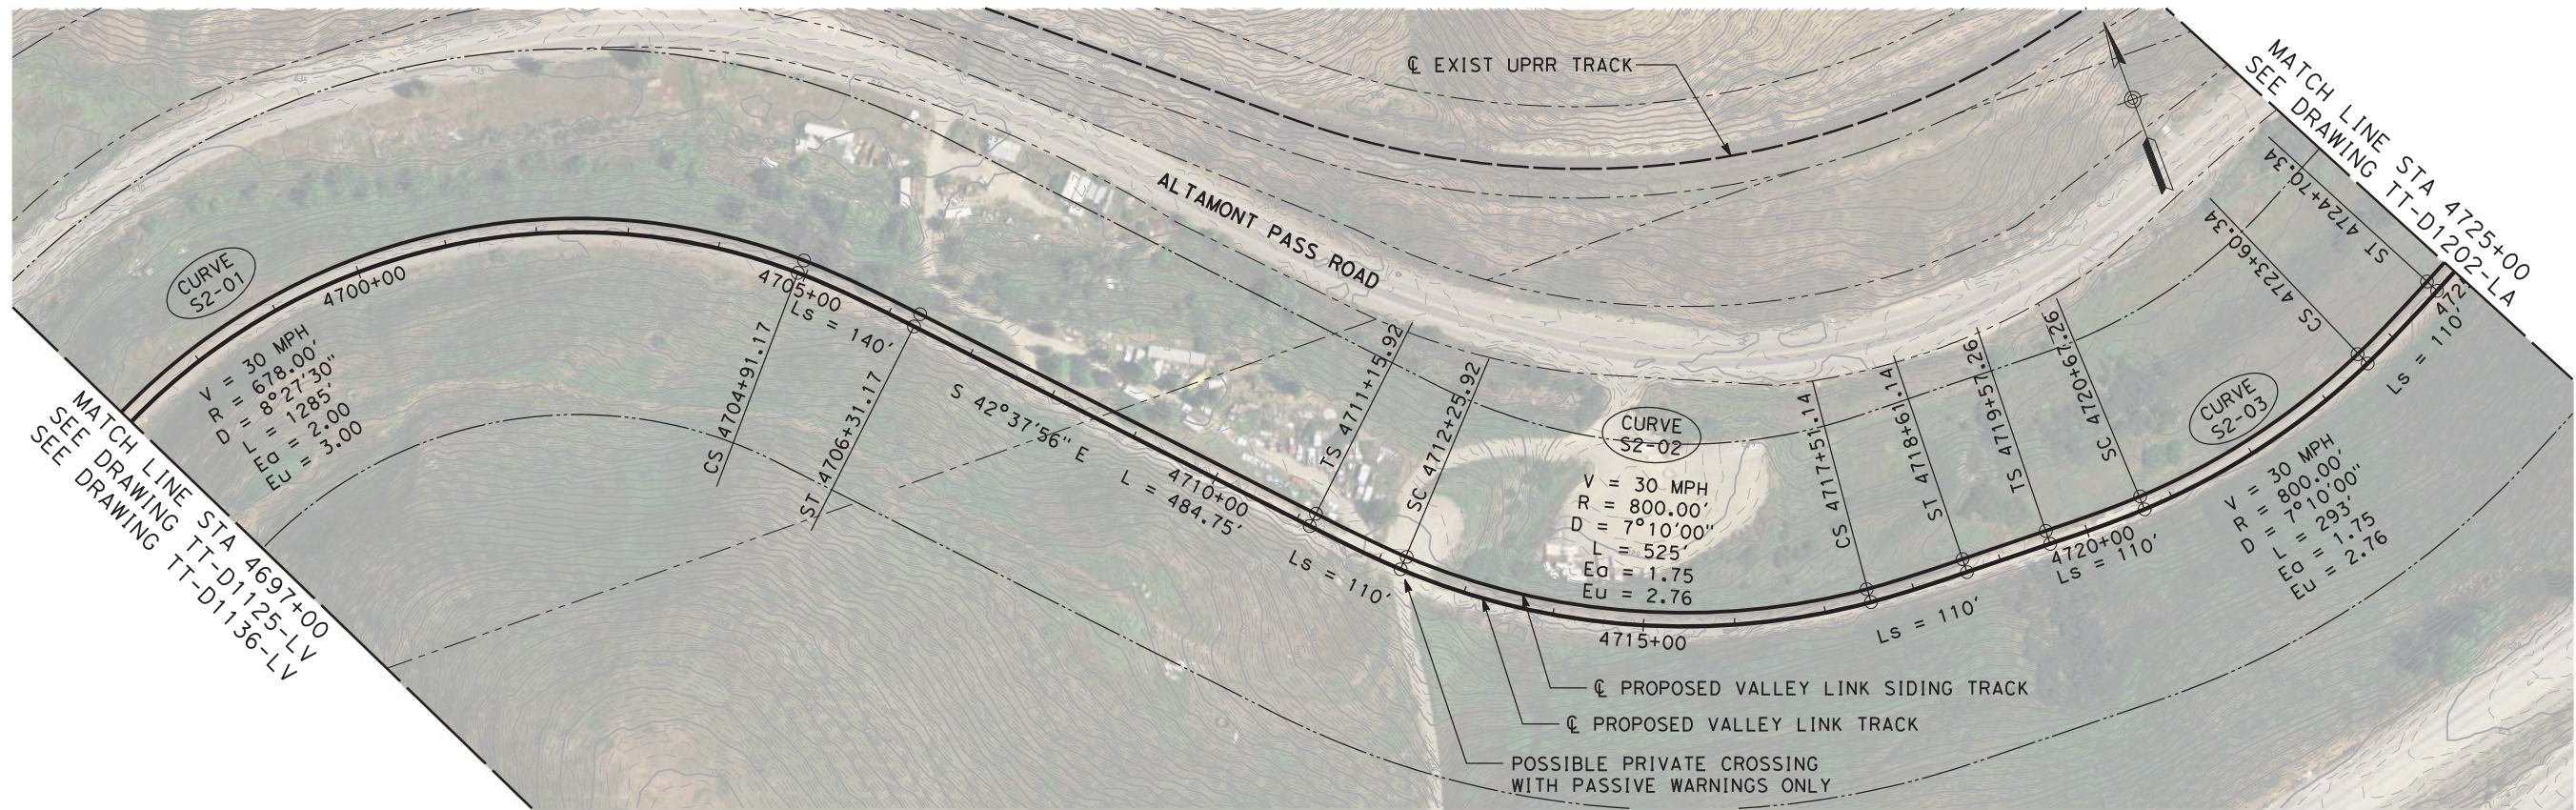 ℄ EXIST UPRR TRACK
MATCH LINE STA 4725+00
SEE DRAWING TT-D1202-LA
ALTAMONT PASS ROAD
CURVE
S2-01
4700+00
V = 30 MPH
R = 678.00'
D = 8°27'30"
L = 1285'
Ea = 2.00
Eu = 3.00
MATCH LINE STA 4697+00
SEE DRAWING TT-D1125-LV
SEE DRAWING TT-D1136-LV
4705+00
Ls = 140'
CS 4704+91.17
ST 4706+31.17
S 42°37'56" E
L = 484.75'
4710+00
TS 4711+15.92
SC 4712+25.92
Ls = 110'
CURVE
S2-02
V = 30 MPH
R = 800.00'
D = 7°10'00"
L = 525'
Ea = 1.75
Eu = 2.76
4715+00
CS 4717+51.14
ST 4718+61.14
TS 4719+57.26
SC 4720+67.26
Ls = 110'
4720+00
Ls = 110'
CURVE
S2-03
V = 30 MPH
R = 800.00'
D = 7°10'00"
L = 293'
Ea = 1.75
Eu = 2.76
CS 4723+60.34
ST 4724+70.34
472
Ls = 110'
℄ PROPOSED VALLEY LINK SIDING TRACK
℄ PROPOSED VALLEY LINK TRACK
POSSIBLE PRIVATE CROSSING
WITH PASSIVE WARNINGS ONLY